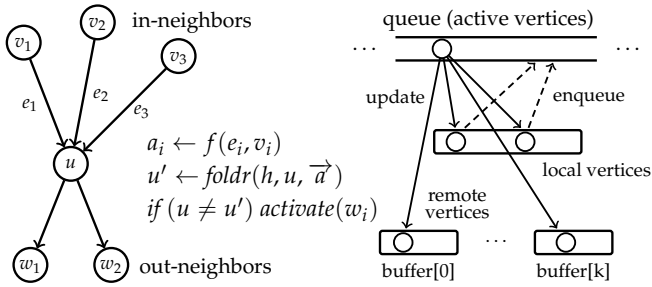 in-neighbors
v₁
v₂
v₃
e₁
e₂
e₃
u
aᵢ ← f(eᵢ, vᵢ)
u′ ← foldr(h, u, a⃗)
if (u ≠ u′) activate(wᵢ)
w₁
w₂
out-neighbors
queue (active vertices)
...
...
update
enqueue
local vertices
remote
vertices
...
buffer[0]
buffer[k]